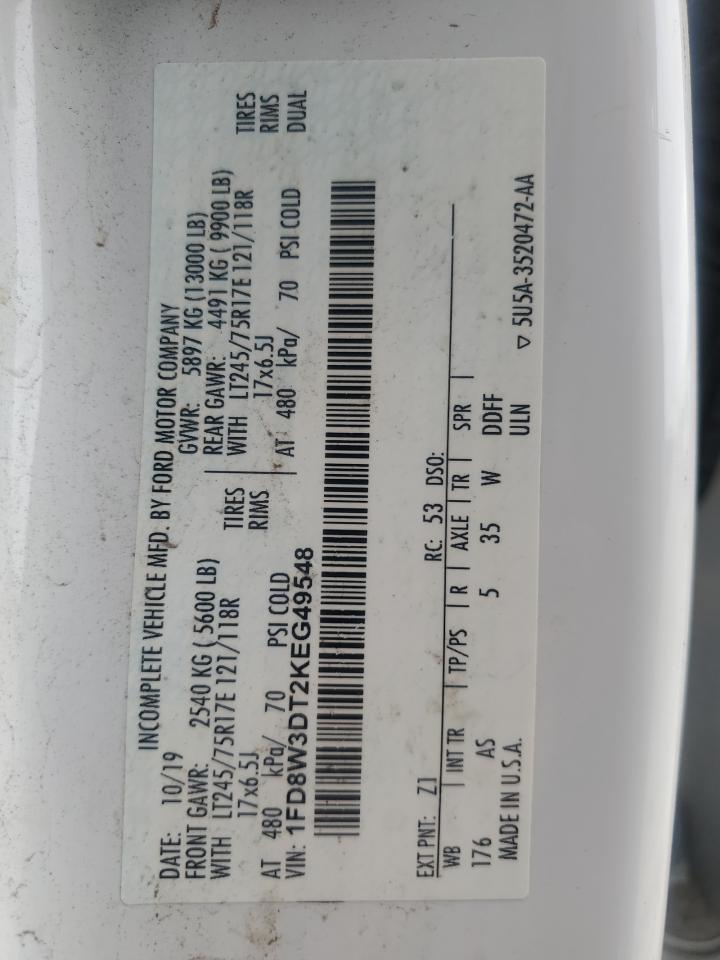 INCOMPLETE VEHICLE MFD. BY FORD MOTOR COMPANY
DATE: 10/19 GVWR: 5897 KG (13000 LB)
FRONT GAWR: 2540 KG ( 5600 LB) REAR GAWR: 4491 KG ( 9900 LB)
WITH LT245/75R17E 121/118R TIRES WITH LT245/75R17E 121/118R TIRES
17x6.5J RIMS 17x6.5J RIMS
AT 480 kPa/ 70 PSI COLD AT 480 kPa/ 70 PSI COLD DUAL
VIN: 1FD8W3DT2KEG49548
EXT PNT: Z1 RC: 53 DSO:
WB INT TR TP/PS R AXLE TR SPR
176 AS 5 35 W DDFF
MADE IN U.S.A. ULN ▽ 5U5A-3520472-AA